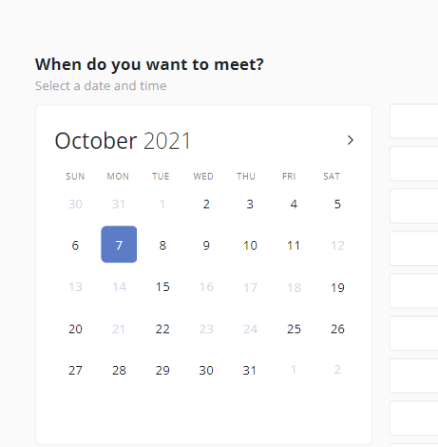 When do you want to meet?
Select a date and time
October 2021
SUN MON TUE WED THU FRI SAT
30 31 1 2 3 4 5
6 7 8 9 10 11 12
13 14 15 16 17 18 19
20 21 22 23 24 25 26
27 28 29 30 31 1 2